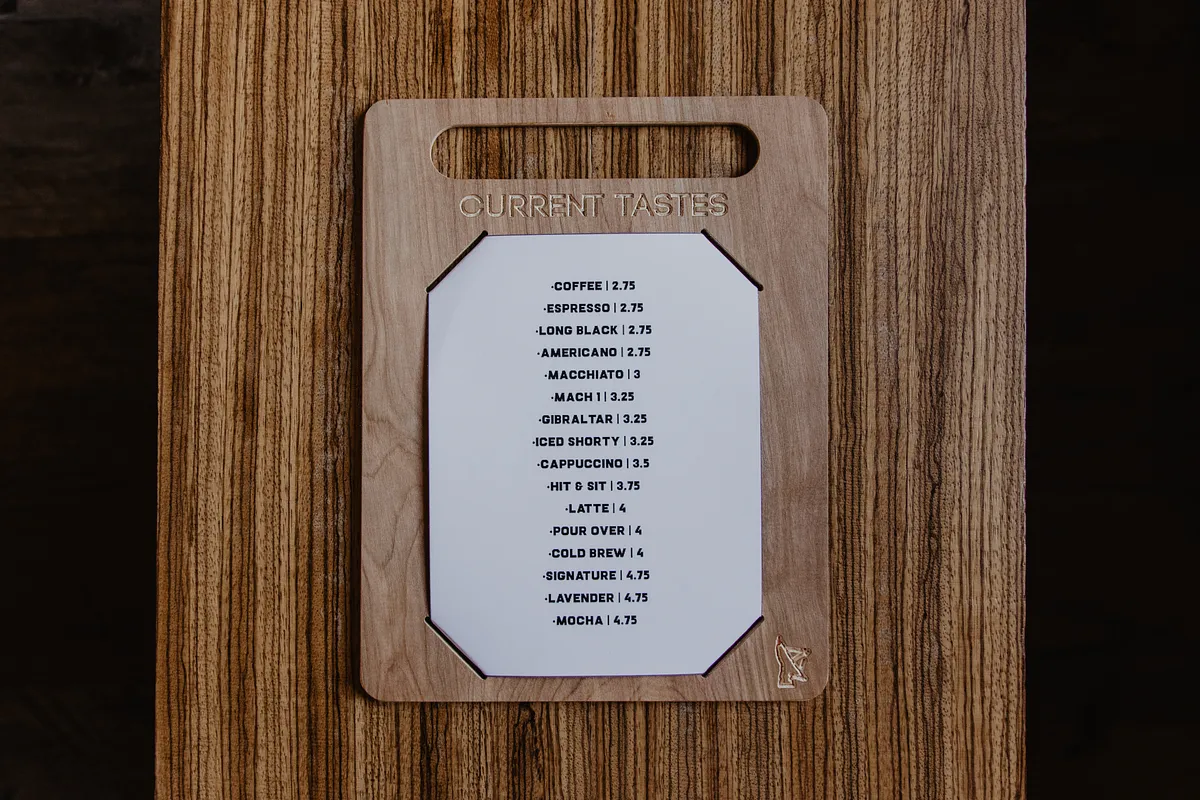 CURRENT TASTES
·COFFEE | 2.75
·ESPRESSO | 2.75
·LONG BLACK | 2.75
·AMERICANO | 2.75
·MACCHIATO | 3
·MACH 1 | 3.25
·GIBRALTAR | 3.25
·ICED SHORTY | 3.25
·CAPPUCCINO | 3.5
·HIT & SIT | 3.75
·LATTE | 4
·POUR OVER | 4
·COLD BREW | 4
·SIGNATURE | 4.75
·LAVENDER | 4.75
·MOCHA | 4.75